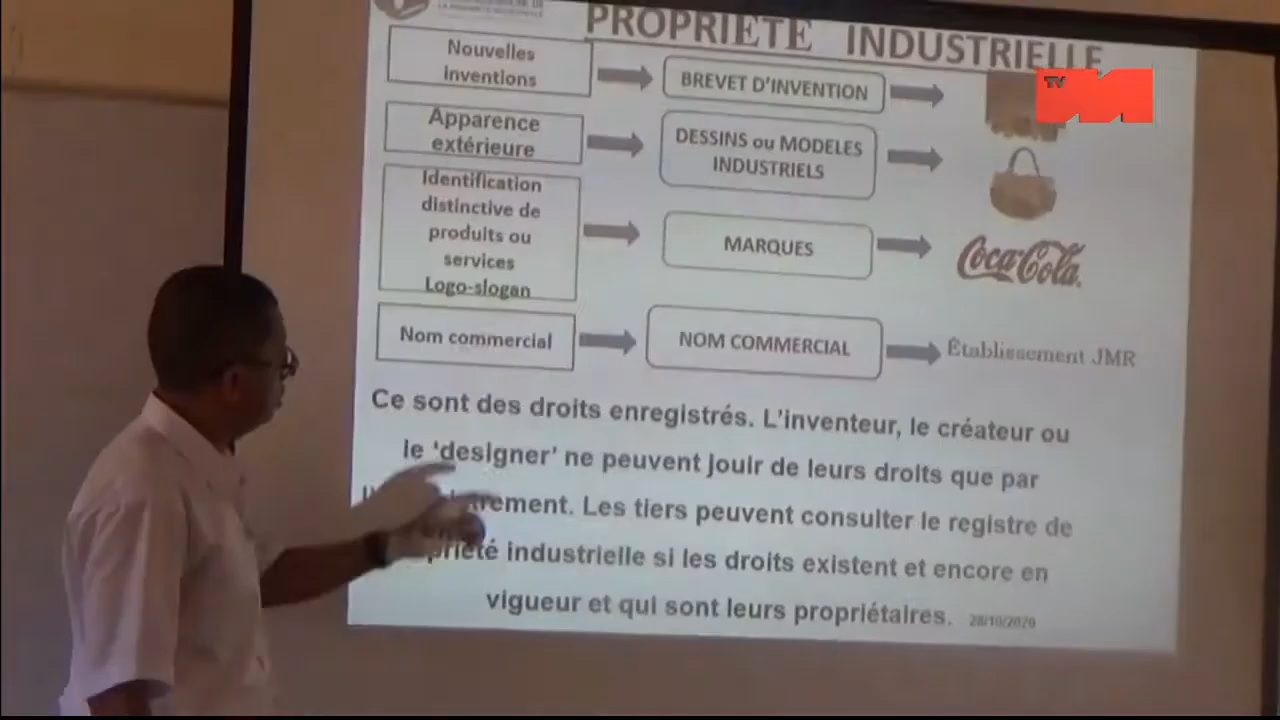 PROPRIETE INDUSTRIELLE
TV
Nouvelles
inventions
BREVET D'INVENTION
Apparence
extérieure
DESSINS ou MODELES
INDUSTRIELS
Identification
distinctive de
produits ou
services
Logo-slogan
MARQUES
Coca-Cola
Nom commercial
NOM COMMERCIAL
Établissement JMR
Ce sont des droits enregistrés. L'inventeur, le créateur ou
le 'designer' ne peuvent jouir de leurs droits que par
Les tiers peuvent consulter le registre de
industrielle si les droits existent et encore en
vigueur et qui sont leurs propriétaires.
28/10/2020